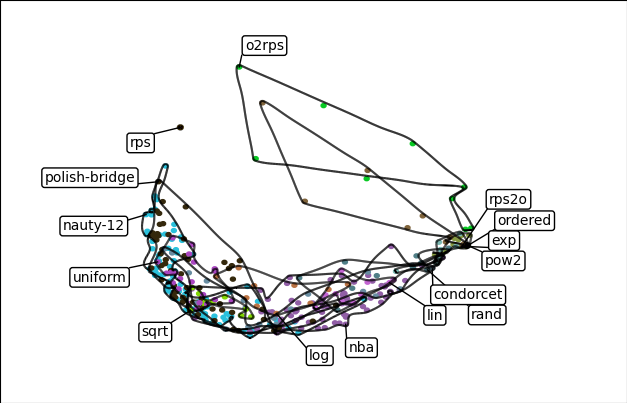 o2rps
rps
polish-bridge
rps2o
nauty-12
ordered
exp
pow2
uniform
condorcet
lin
rand
sqrt
nba
log